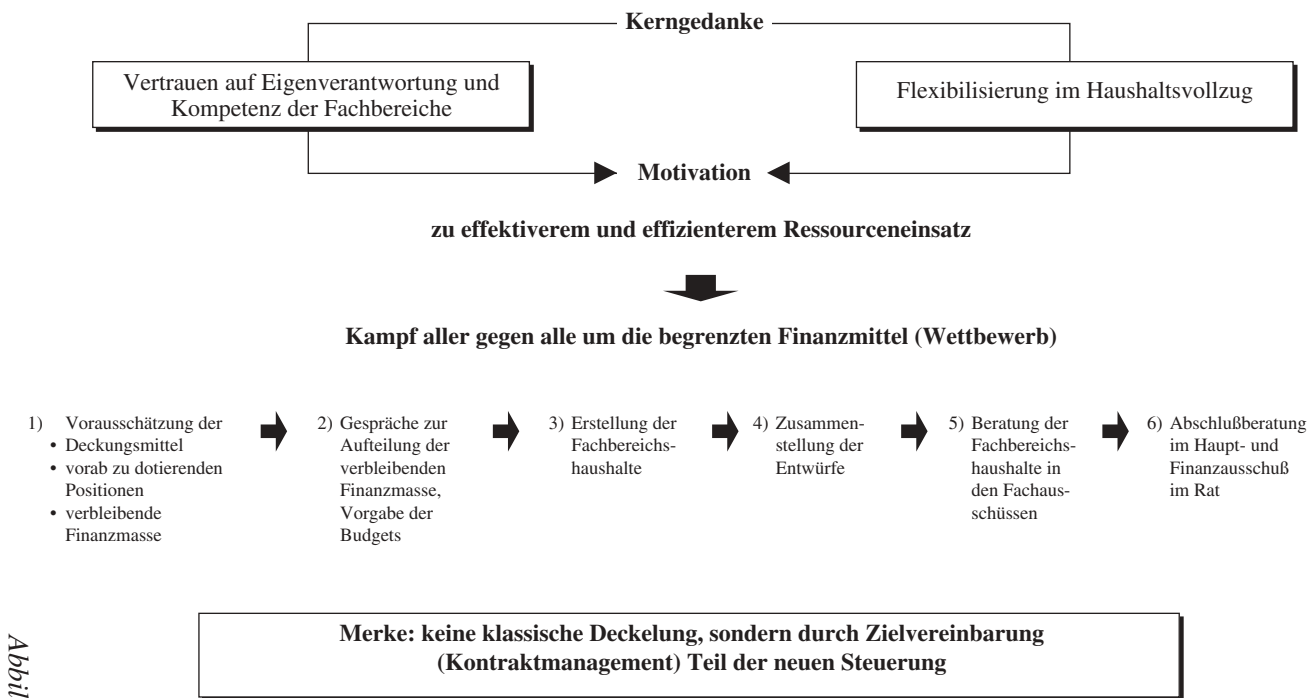 Kerngedanke
Vertrauen auf Eigenverantwortung und
Kompetenz der Fachbereiche
Flexibilisierung im Haushaltsvollzug
Motivation
zu effektiverem und effizienterem Ressourceneinsatz
Kampf aller gegen alle um die begrenzten Finanzmittel (Wettbewerb)
1) Vorausschätzung der
• Deckungsmittel
• vorab zu dotierenden
Positionen
• verbleibende
Finanzmasse
2) Gespräche zur
Aufteilung der
verbleibenden
Finanzmasse,
Vorgabe der
Budgets
3) Erstellung der
Fachbereichs-
haushalte
4) Zusammen-
stellung der
Entwürfe
5) Beratung der
Fachbereichs-
haushalte in
den Fachaus-
schüssen
6) Abschlußberatung
im Haupt- und
Finanzausschuß
im Rat
Merke: keine klassische Deckelung, sondern durch Zielvereinbarung
(Kontraktmanagement) Teil der neuen Steuerung
Abbil